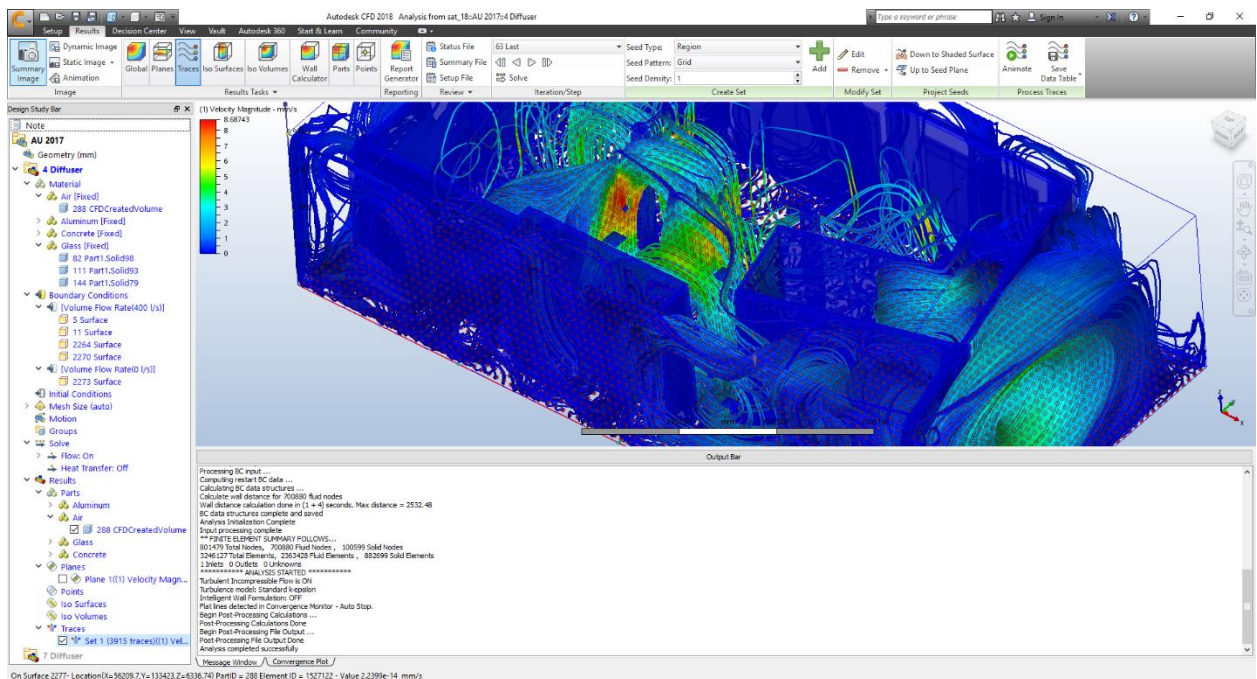 Autodesk CFD 2018 Analysis from sat_18::AU 2017::4 Diffuser
Type a keyword or phrase
Sign In
Setup Results Decision Center View Vault Autodesk 360 Start & Learn Community
Summary Image
Dynamic Image
Static Image
Animation
Image
Global Planes Traces Iso Surfaces Iso Volumes Wall Calculator Parts Points
Results Tasks
Report Generator
Reporting
Status File
Summary File
Setup File
Review
63 Last
Solve
Iteration/Step
Seed Type: Region
Seed Pattern: Grid
Seed Density: 1
Add
Create Set
Edit
Remove
Modify Set
Down to Shaded Surface
Up to Seed Plane
Project Seeds
Animate
Save Data Table
Process Traces
Design Study Bar
Note
AU 2017
Geometry (mm)
4 Diffuser
Material
Air [Fixed]
288 CFDCreatedVolume
Aluminum [Fixed]
Concrete [Fixed]
Glass [Fixed]
82 Part1.Solid98
111 Part1.Solid93
144 Part1.Solid79
Boundary Conditions
[Volume Flow Rate(400 l/s)]
5 Surface
11 Surface
2264 Surface
2270 Surface
[Volume Flow Rate(0 l/s)]
2273 Surface
Initial Conditions
Mesh Size (auto)
Motion
Groups
Solve
Flow: On
Heat Transfer: Off
Results
Parts
Aluminum
Air
288 CFDCreatedVolume
Glass
Concrete
Planes
Plane 1((1) Velocity Magn...
Points
Iso Surfaces
Iso Volumes
Traces
Set 1 (3915 traces)((1) Vel...
7 Diffuser
(1) Velocity Magnitude - mm/s
8.68743
8
7
6
5
4
3
2
1
0
z
x
Output Bar
Processing BC input ...
Computing restart BC data ...
Calculating BC data structures ...
Calculate wall distance for 700880 fluid nodes
Wall distance calculation done in (1 + 4) seconds. Max distance = 2532.48
BC data structures complete and saved
Analysis Initialization Complete
Input processing complete
** FINITE ELEMENT SUMMARY FOLLOWS...
801479 Total Nodes, 700880 Fluid Nodes , 100599 Solid Nodes
3246127 Total Elements, 2363428 Fluid Elements , 882699 Solid Elements
1 Inlets 0 Outlets 0 Unknowns
*********** ANALYSIS STARTED ***********
Turbulent Incompressible Flow is ON
Turbulence model: Standard k-epsilon
Intelligent Wall Formulation: OFF
Flat lines detected in Convergence Monitor - Auto Stop.
Begin Post-Processing Calculations ...
Post-Processing Calculations Done
Begin Post-Processing File Output ...
Post-Processing File Output Done
Analysis completed successfully
Message Window Convergence Plot
On Surface 2277- Location(X=56209.7,Y=133423,Z=6336.74) PartID = 288 Element ID = 1527122 - Value 2.2399e-14 mm/s